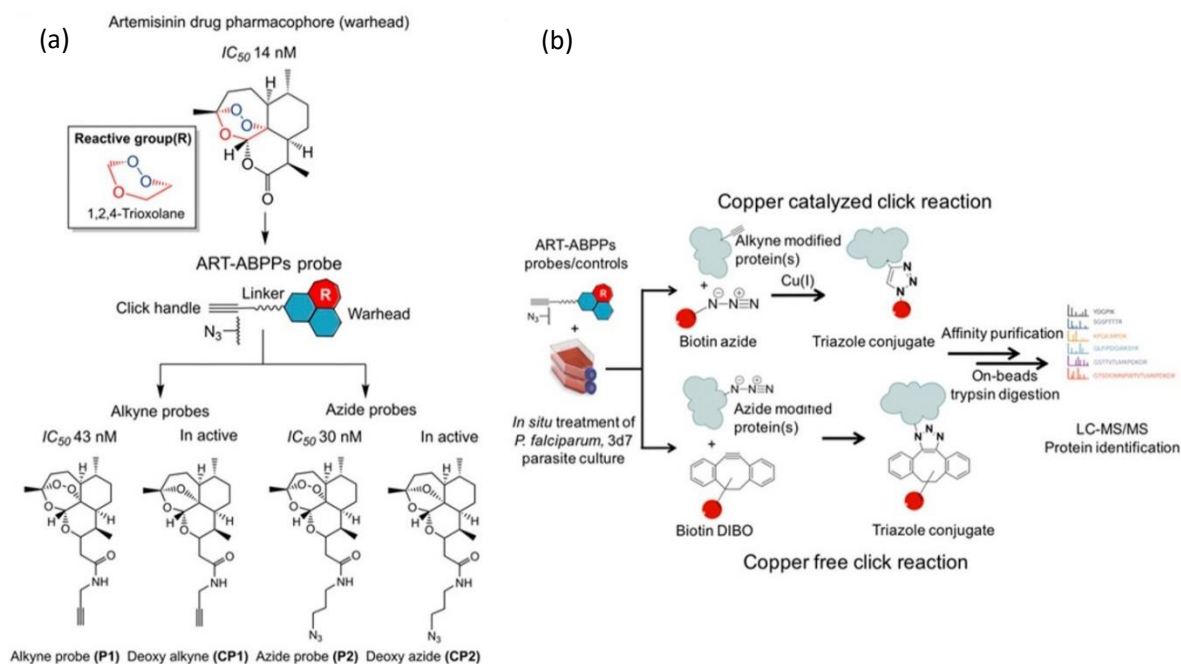 (a)
Artemisinin drug pharmacophore (warhead)
IC50 14 nM
H
O
O
O
H
H
O
O
Reactive group(R)
O
O
O
1,2,4-Trioxolane
ART-ABPPs probe
Click handle
Linker
R
Warhead
N3
Alkyne probes
Azide probes
IC50 43 nM
In active
IC50 30 nM
In active
H
O-O
O
H
H
O
O
NH
H
O
O
H
H
O
O
NH
H
O-O
O
H
H
O
O
NH
N3
H
O
O
H
H
O
O
NH
N3
Alkyne probe (P1)
Deoxy alkyne (CP1)
Azide probe (P2)
Deoxy azide (CP2)
(b)
Copper catalyzed click reaction
ART-ABPPs
probes/controls
R
N3
+
In situ treatment of
P. falciparum, 3d7
parasite culture
Alkyne modified
protein(s)
+
N-N≡N
Biotin azide
Cu(I)
N
N
N
Triazole conjugate
N-N≡N
Azide modified
protein(s)
+
Biotin DIBO
N
N
N
Triazole conjugate
Affinity purification
On-beads
trypsin digestion
YDGPIK
LC-MS/MS
Protein identification
Copper free click reaction